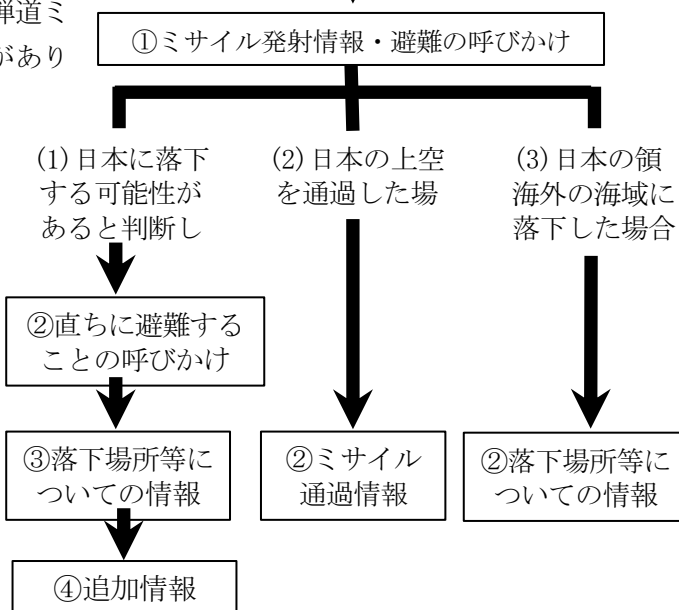 弾道ミ
があり
①ミサイル発射情報・避難の呼びかけ
(1)日本に落下
する可能性が
あると判断し
(2)日本の上空
を通過した場
(3)日本の領
海外の海域に
落下した場合
②直ちに避難する
ことの呼びかけ
③落下場所等に
ついての情報
②ミサイル
通過情報
②落下場所等に
ついての情報
④追加情報